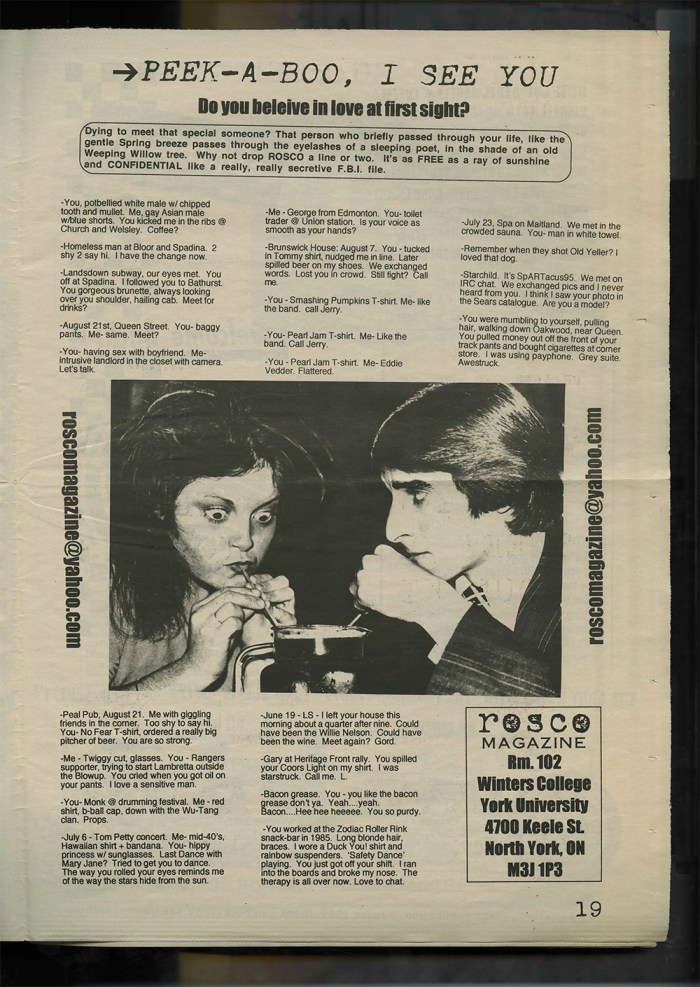 →PEEK-A-BOO, I SEE YOU
Do you beleive in love at first sight?
Dying to meet that special someone? That person who briefly passed through your life, like the
gentle Spring breeze passes through the eyelashes of a sleeping poet, in the shade of an old
Weeping Willow tree. Why not drop ROSCO a line or two. It's as FREE as a ray of sunshine
and CONFIDENTIAL like a really, really secretive F.B.I. file.
-You, potbellied white male w/ chipped
tooth and mullet. Me, gay Asian male
w/blue shorts. You kicked me in the ribs @
Church and Welsley. Coffee?
-Homeless man at Bloor and Spadina. 2
shy 2 say hi. I have the change now.
-Landsdown subway, our eyes met. You
off at Spadina. I followed you to Bathurst.
You gorgeous brunette, always looking
over you shoulder, hailing cab. Meet for
drinks?
-August 21st, Queen Street. You- baggy
pants. Me- same. Meet?
-You- having sex with boyfriend. Me-
intrusive landlord in the closet with camera.
Let's talk.
-Me - George from Edmonton. You- toilet
trader @ Union station. Is your voice as
smooth as your hands?
-Brunswick House: August 7. You - tucked
in Tommy shirt, nudged me in line. Later
spilled beer on my shoes. We exchanged
words. Lost you in crowd. Still fight? Call
me.
-You - Smashing Pumpkins T-shirt. Me- like
the band. call Jerry.
-You- Pearl Jam T-shirt. Me- Like the
band. Call Jerry.
-You - Pearl Jam T-shirt. Me- Eddie
Vedder. Flattered.
-July 23, Spa on Maitland. We met in the
crowded sauna. You- man in white towel.
-Remember when they shot Old Yeller? I
loved that dog.
-Starchild. It's SpARTacus95. We met on
IRC chat. We exchanged pics and I never
heard from you. I think I saw your photo in
the Sears catalogue. Are you a model?
-You were mumbling to yourself, pulling
hair, walking down Oakwood, near Queen.
You pulled money out off the front of your
track pants and bought cigarettes at corner
store. I was using payphone. Grey suite.
Awestruck.
roscomagazine@yahoo.com
roscomagazine@yahoo.com
-Peal Pub, August 21. Me with giggling
friends in the corner. Too shy to say hi.
You- No Fear T-shirt, ordered a really big
pitcher of beer. You are so strong.
-Me - Twiggy cut, glasses. You - Rangers
supporter, trying to start Lambretta outside
the Blowup. You cried when you got oil on
your pants. I love a sensitive man.
-You- Monk @ drumming festival. Me - red
shirt, b-ball cap, down with the Wu-Tang
clan. Props.
-July 6 - Tom Petty concert. Me- mid-40's,
Hawaiian shirt + bandana. You- hippy
princess w/ sunglasses. Last Dance with
Mary Jane? Tried to get you to dance.
The way you rolled your eyes reminds me
of the way the stars hide from the sun.
-June 19 - LS - I left your house this
morning about a quarter after nine. Could
have been the Willie Nelson. Could have
been the wine. Meet again? Gord.
-Gary at Herifage Front rally. You spilled
your Coors Light on my shirt. I was
starstruck. Call me. L.
-Bacon grease. You - you like the bacon
grease don't ya. Yeah....yeah.
Bacon....Hee hee heeeee. You so purdy.
-You worked at the Zodiac Roller Rink
snack-bar in 1985. Long blonde hair,
braces. I wore a Duck You! shirt and
rainbow suspenders. 'Safety Dance'
playing. You just got off your shift. I ran
into the boards and broke my nose. The
therapy is all over now. Love to chat.
rosco
MAGAZINE
Rm. 102
Winters College
York University
4700 Keele St.
North York, ON
M3J 1P3
19